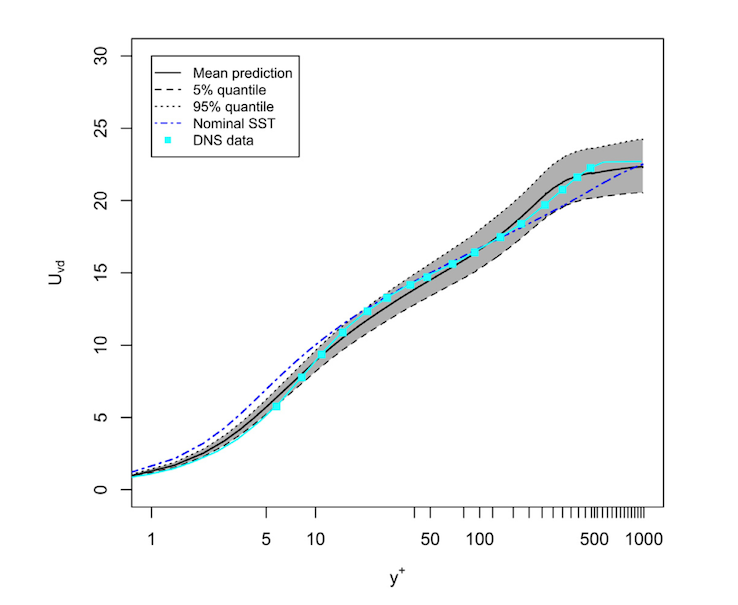 30
25
20
15
10
5
0
U_vd
Mean prediction
5% quantile
95% quantile
Nominal SST
DNS data
1 5 10 50 100 500 1000
y^+